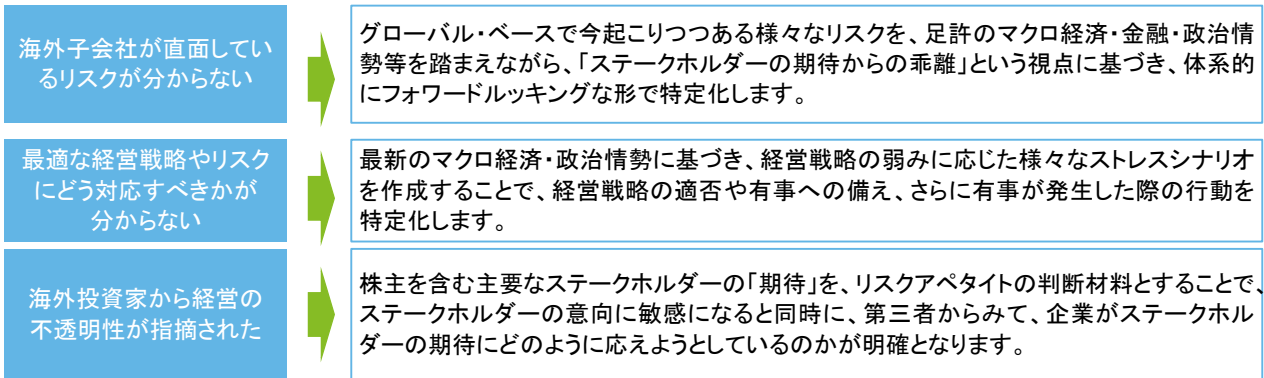 海外子会社が直面してい
るリスクが分からない
グローバル・ベースで今起こりつつある様々なリスクを、足許のマクロ経済・金融・政治情
勢等を踏まえながら、「ステークホルダーの期待からの乖離」という視点に基づき、体系的
にフォワードルッキングな形で特定化します。
最適な経営戦略やリスク
にどう対応すべきかが
分からない
最新のマクロ経済・政治情勢に基づき、経営戦略の弱みに応じた様々なストレスシナリオ
を作成することで、経営戦略の適否や有事への備え、さらに有事が発生した際の行動を
特定化します。
海外投資家から経営の
不透明性が指摘された
株主を含む主要なステークホルダーの「期待」を、リスクアペタイトの判断材料とすることで、
ステークホルダーの意向に敏感になると同時に、第三者からみて、企業がステークホル
ダーの期待にどのように応えようとしているのかが明確となります。